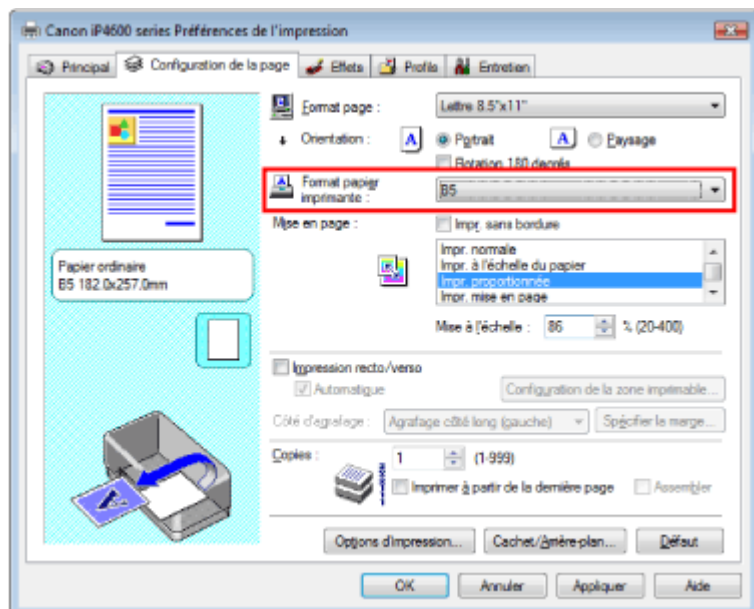 Canon iP4600 series Préférences de l'impression
Principal Configuration de la page Effets Profils Entretien
Format page : Lettre 8.5"x11"
Orientation : A Portrait A Paysage
Rotation 180 degrés
Format papier imprimante : B5
Mise en page : Impr. sans bordure
Impr. normale
Impr. à l'échelle du papier
Impr. proportionnée
Impr. mise en page
Papier ordinaire
B5 182.0x257.0mm
Mise à l'échelle : 86 % (20-400)
Impression recto/verso
Automatique Configuration de la zone imprimable...
Côté d'agrafage : Agrafage côté long (gauche) Spécifier la marge...
Copies : 1 (1-999)
Imprimer à partir de la dernière page Assembler
Options d'impression... Cachet/Arrière-plan... Défaut
OK Annuler Appliquer Aide